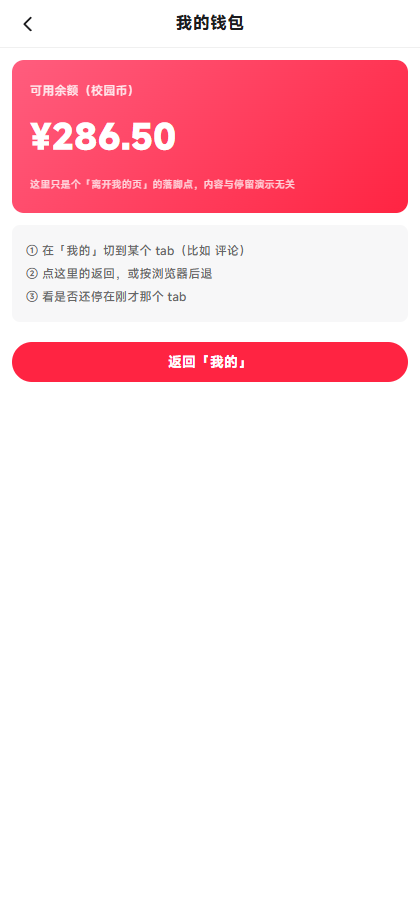 我的钱包
可用余额（校园币）
¥286.50
这里只是个「离开我的页」的落脚点，内容与停留演示无关
① 在「我的」切到某个 tab（比如 评论）
② 点这里的返回，或按浏览器后退
③ 看是否还停在刚才那个 tab
返回「我的」